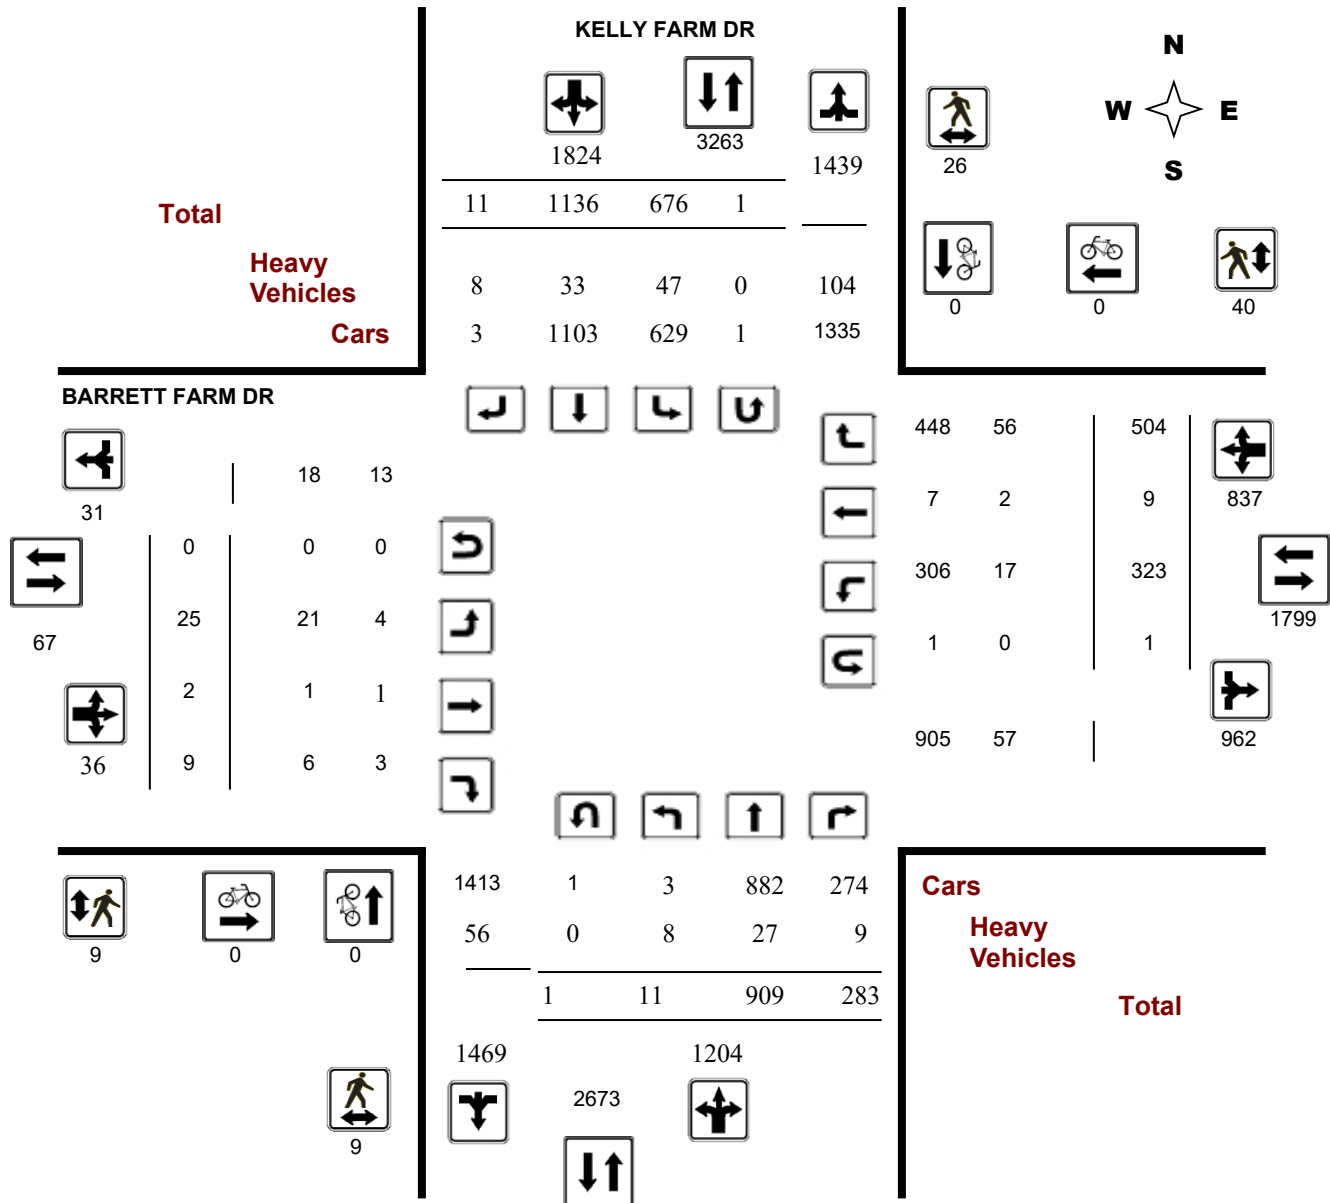 KELLY FARM DR
N
W E
S
1824
3263
1439
26
Total
11 1136 676 1
Heavy
Vehicles
8 33 47 0 104
Cars
3 1103 629 1 1335
0 0 40
BARRETT FARM DR
448 56 504
18 13
31
7 2 9 837
0 0 0
306 17 323
25 21 4
1799
67
1 0 1
2 1 1
905 57 962
36 9 6 3
1413 1 3 882 274
Cars
56 0 8 27 9
Heavy
Vehicles
9 0 0
1 11 909 283
Total
1469 1204
2673
9